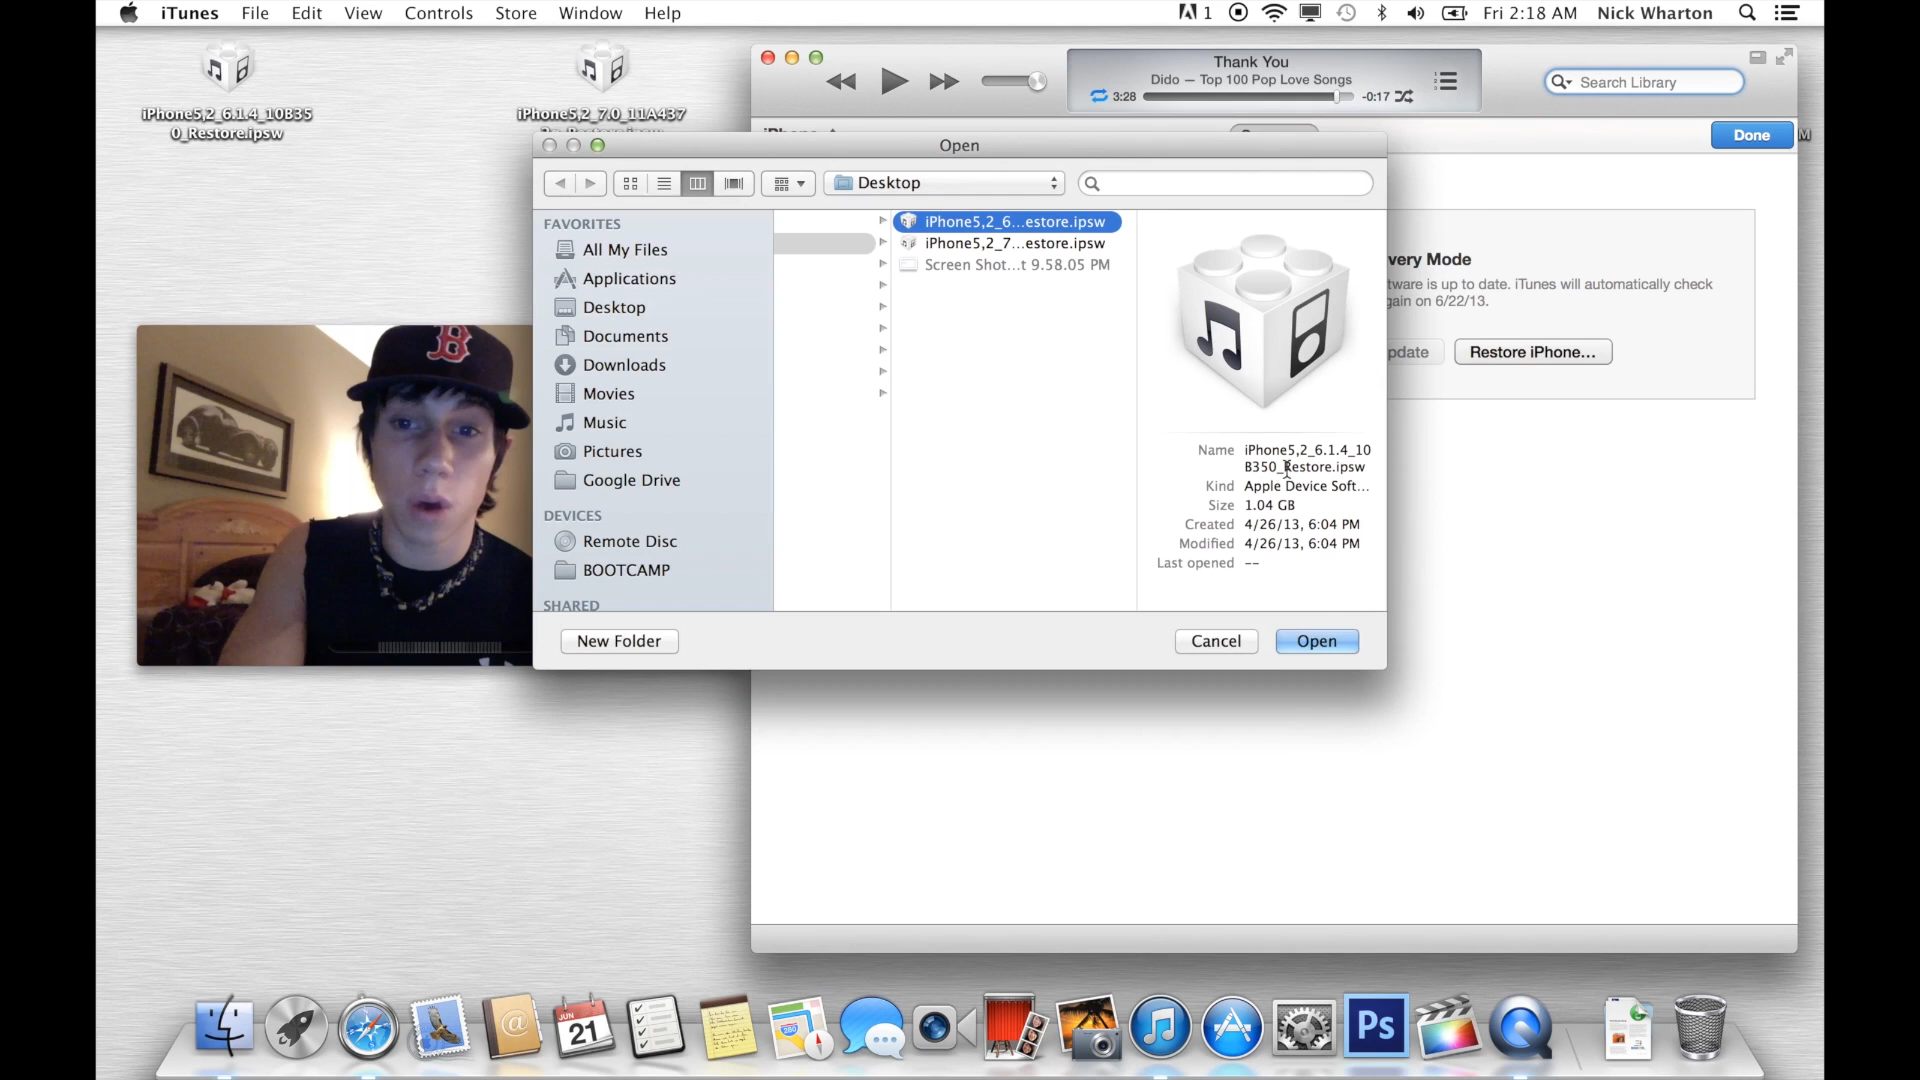 iTunes File Edit View Controls Store Window Help
1 Fri 2:18 AM Nick Wharton
iPhone5,2_6.1.4_10B35
0_Restore.ipsw
iPhone5,2_7.0_11A437
Thank You
Dido — Top 100 Pop Love Songs
3:28 -0:17
Search Library
Done
M
Open
Desktop
FAVORITES
All My Files
Applications
Desktop
Documents
Downloads
Movies
Music
Pictures
Google Drive
DEVICES
Remote Disc
BOOTCAMP
SHARED
iPhone5,2_6...estore.ipsw
iPhone5,2_7...estore.ipsw
Screen Shot...t 9.58.05 PM
Name iPhone5,2_6.1.4_10
B350_Restore.ipsw
Kind Apple Device Soft...
Size 1.04 GB
Created 4/26/13, 6:04 PM
Modified 4/26/13, 6:04 PM
Last opened --
New Folder Cancel Open
very Mode
tware is up to date. iTunes will automatically check
gain on 6/22/13.
pdate Restore iPhone...
B
JUN
21
280
Ps